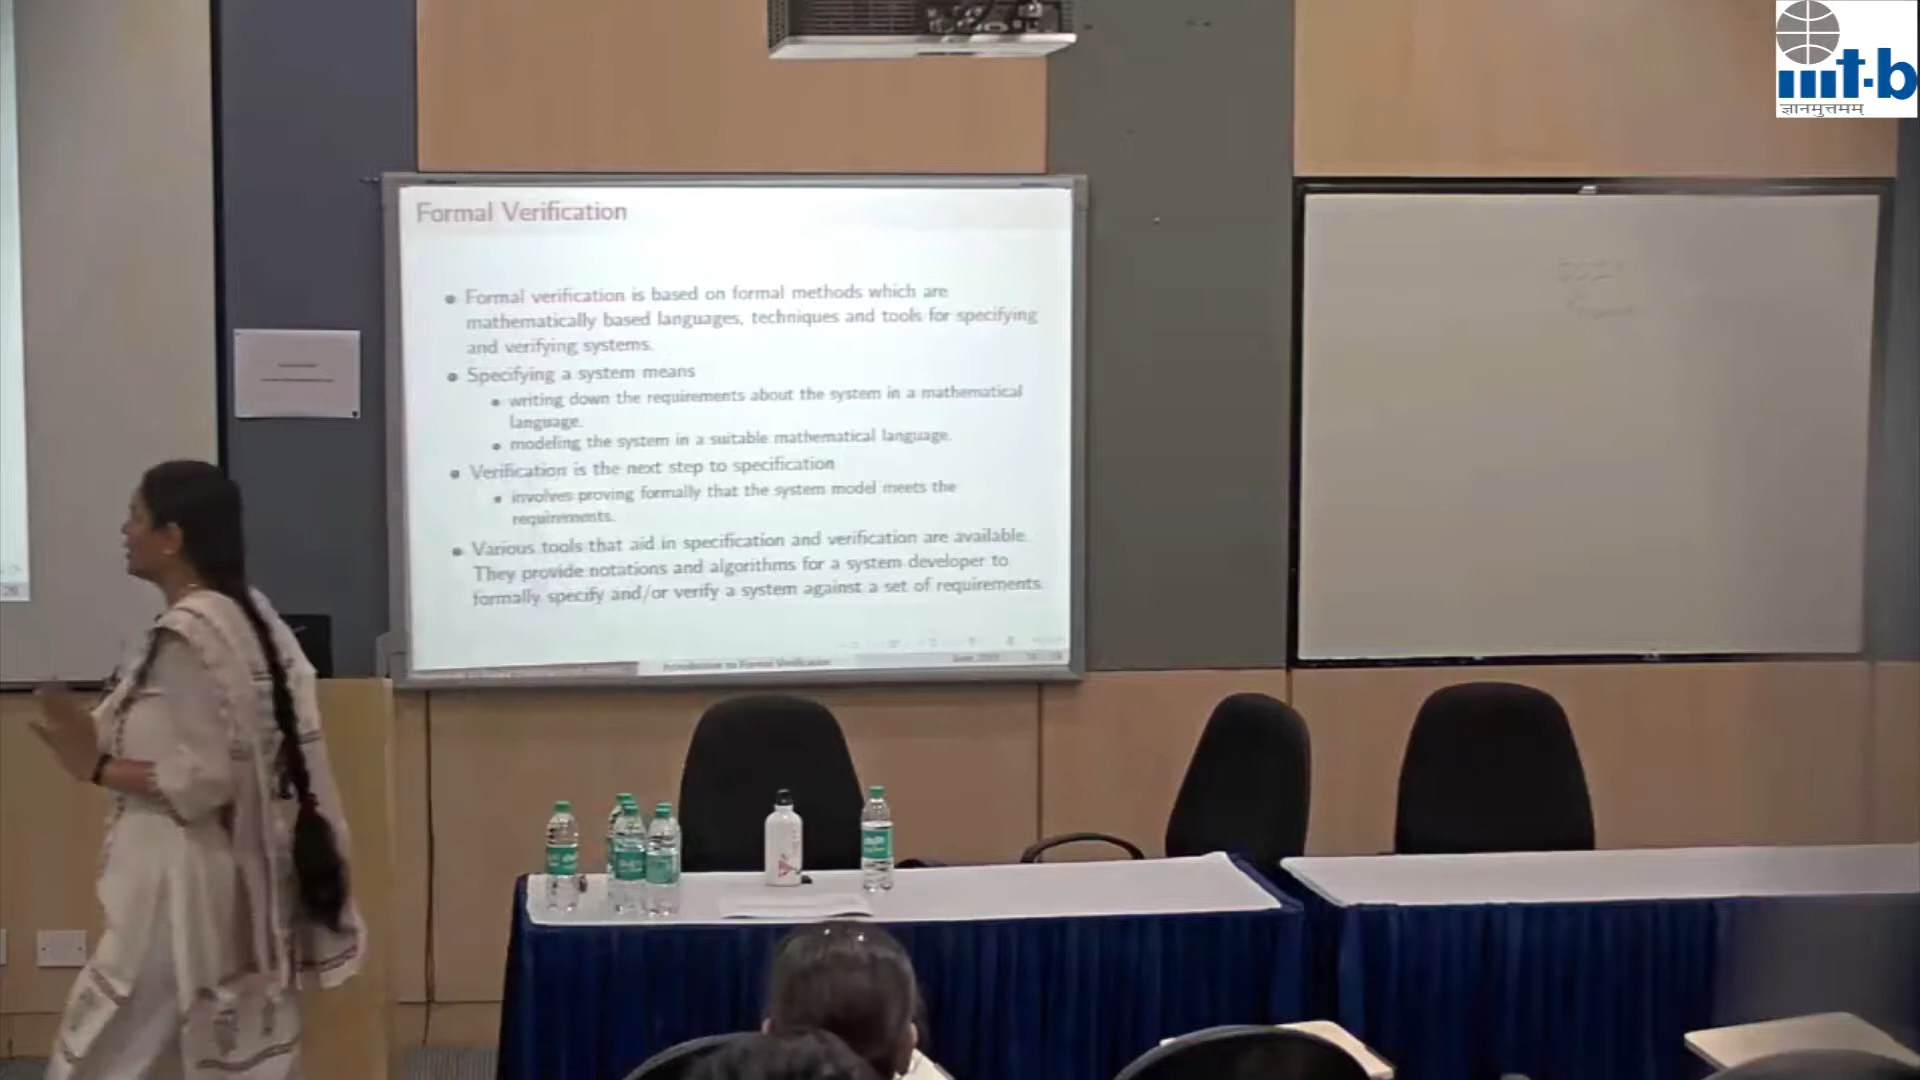 iiit-b
ज्ञानमुत्तमम्
Formal Verification
Formal verification is based on formal methods which are
mathematically based languages, techniques and tools for specifying
and verifying systems.
Specifying a system means
writing down the requirements about the system in a mathematical
language.
modeling the system in a suitable mathematical language.
Verification is the next step to specification
involves proving formally that the system model meets the
requirements.
Various tools that aid in specification and verification are available.
They provide notations and algorithms for a system developer to
formally specify and/or verify a system against a set of requirements.
Introduction to Formal Verification